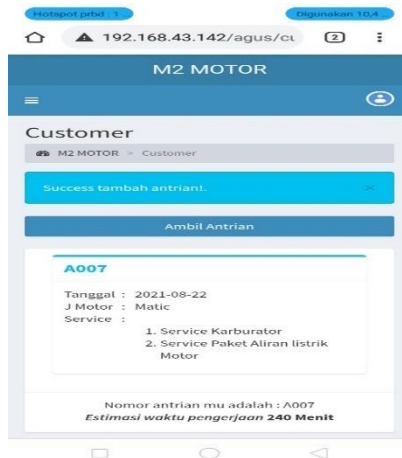 Hotspot prbd : 1
Digunakan 10,4...
192.168.43.142/agus/cu
2
M2 MOTOR
Customer
M2 MOTOR > Customer
Success tambah antrian!.
×
Ambil Antrian
A007
Tanggal : 2021-08-22
J Motor : Matic
Service :
1. Service Karburator
2. Service Paket Aliran listrik
Motor
Nomor antrian mu adalah : A007
Estimasi waktu pengerjaan 240 Menit